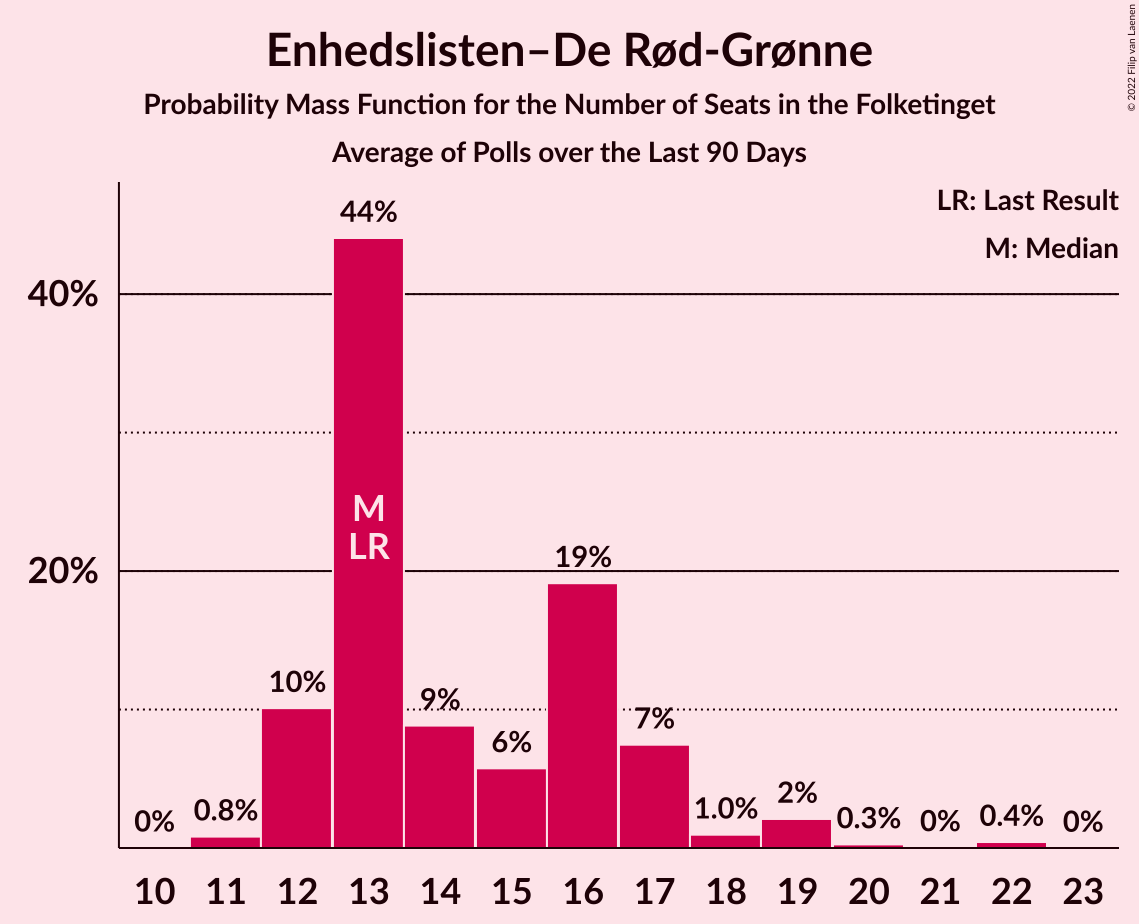 Enhedslisten–De Rød-Grønne
Probability Mass Function for the Number of Seats in the Folketinget
Average of Polls over the Last 90 Days
© 2022 Filip van Laenen
LR: Last Result
M: Median
40%
20%
0%
0.8%
10%
44%
9%
6%
19%
7%
1.0%
2%
0.3%
0%
0.4%
0%
M
LR
10 11 12 13 14 15 16 17 18 19 20 21 22 23